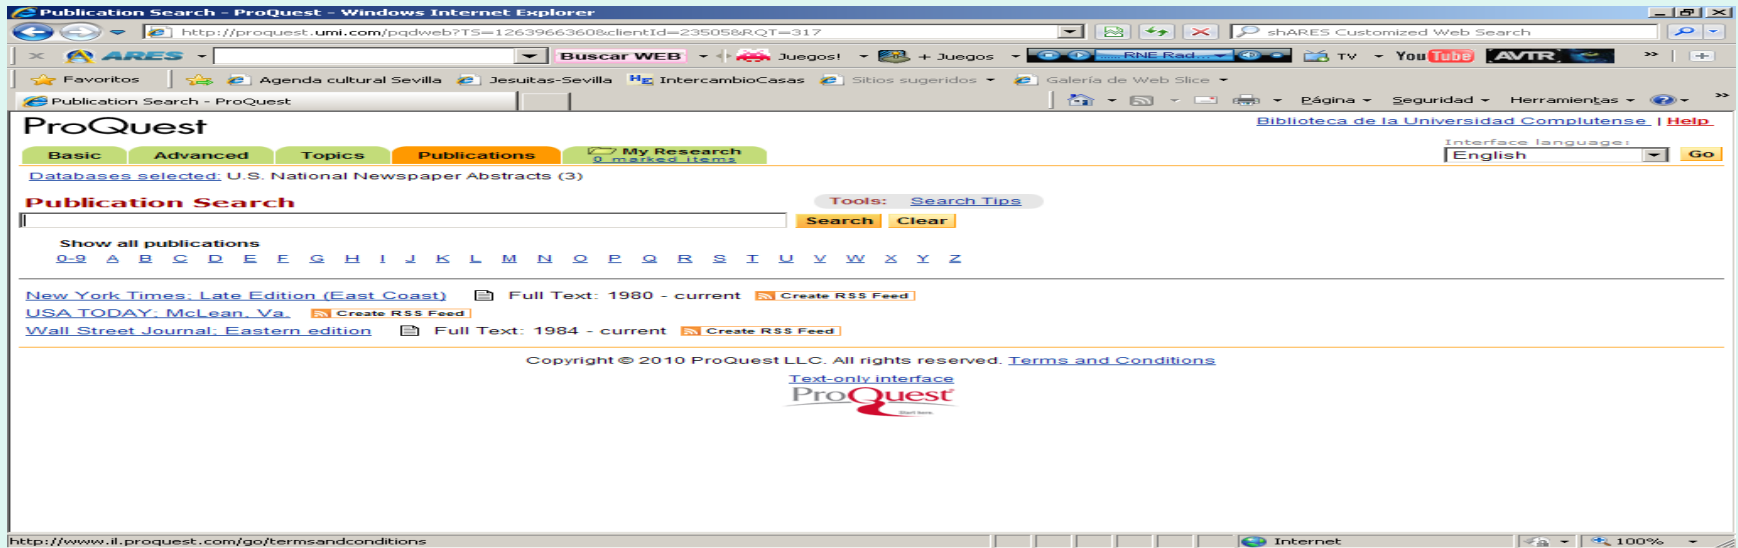 Publication Search - ProQuest - Windows Internet Explorer
http://proquest.umi.com/pqdweb?TS=1263966360&clientId=23505&RQT=317 shARES Customized Web Search
ARES Buscar WEB Juegos! + Juegos RNE Rad... TV YouTube AVTR »
Favoritos Agenda cultural Sevilla Jesuitas-Sevilla HE IntercambioCasas Sitios sugeridos Galería de Web Slice
Publication Search - ProQuest Página Seguridad Herramientas »
ProQuest Biblioteca de la Universidad Complutense | Help
Interface language:
Basic Advanced Topics Publications My Research English Go
0 marked items
Databases selected: U.S. National Newspaper Abstracts (3)
Publication Search Tools: Search Tips
Search Clear
Show all publications
0-9 A B C D E F G H I J K L M N O P Q R S T U V W X Y Z
New York Times; Late Edition (East Coast) Full Text: 1980 - current Create RSS Feed
USA TODAY; McLean, Va. Create RSS Feed
Wall Street Journal; Eastern edition Full Text: 1984 - current Create RSS Feed
Copyright © 2010 ProQuest LLC. All rights reserved. Terms and Conditions
Text-only interface
ProQuest
Start here.
http://www.il.proquest.com/go/termsandconditions Internet 100%